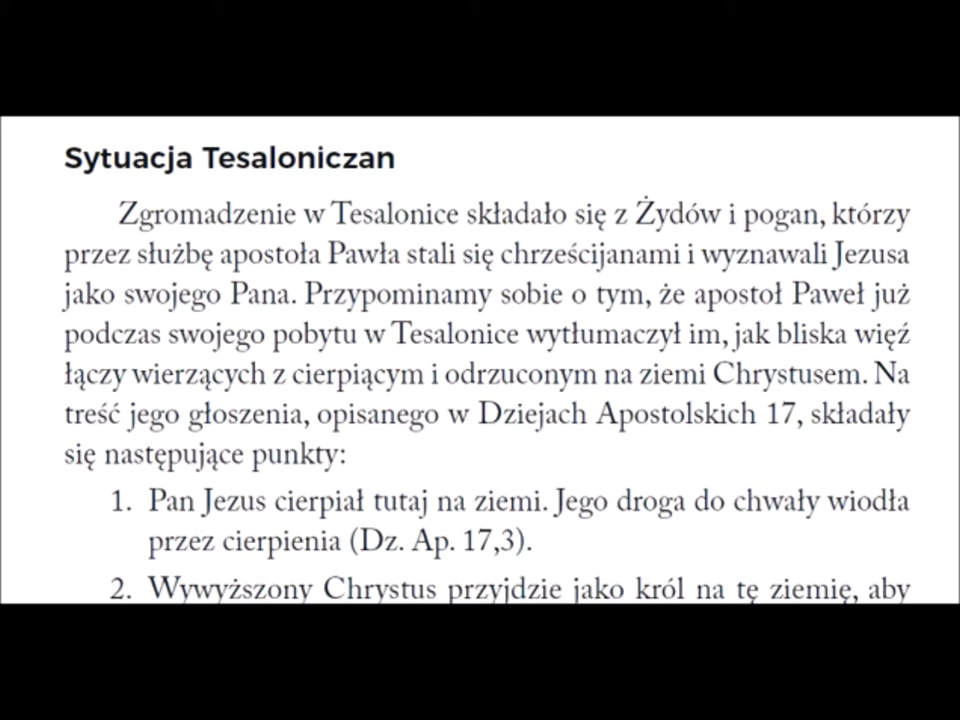 Sytuacja Tesaloniczan
Zgromadzenie w Tesalonice składało się z Żydów i pogan, którzy
przez służbę apostoła Pawła stali się chrześcijanami i wyznawali Jezusa
jako swojego Pana. Przypominamy sobie o tym, że apostoł Paweł już
podczas swojego pobytu w Tesalonice wytłumaczył im, jak bliska więź
łączy wierzących z cierpiącym i odrzuconym na ziemi Chrystusem. Na
treść jego głoszenia, opisanego w Dziejach Apostolskich 17, składały
się następujące punkty:
1. Pan Jezus cierpiał tutaj na ziemi. Jego droga do chwały wiodła
przez cierpienia (Dz. Ap. 17,3).
2. Wywyższony Chrystus przyjdzie jako król na tę ziemię, aby